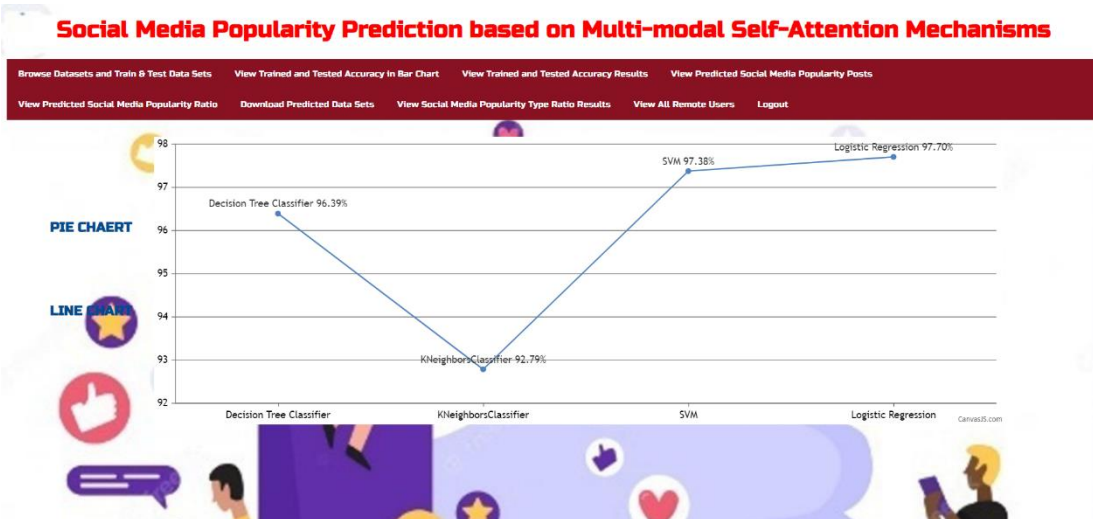 Social Media Popularity Prediction based on Multi-modal Self-Attention Mechanisms
Browse Datasets and Train & Test Data Sets View Trained and Tested Accuracy in Bar Chart View Trained and Tested Accuracy Results View Predicted Social Media Popularity Posts
View Predicted Social Media Popularity Ratio Download Predicted Data Sets View Social Media Popularity Type Ratio Results View All Remote Users Logout
PIE CHAERT
LINE CHART
98
97
96
95
94
93
92
Decision Tree Classifier 96.39%
KNeighborsClassifier 92.79%
SVM 97.38%
Logistic Regression 97.70%
Decision Tree Classifier KNeighborsClassifier SVM Logistic Regression
CanvasJS.com